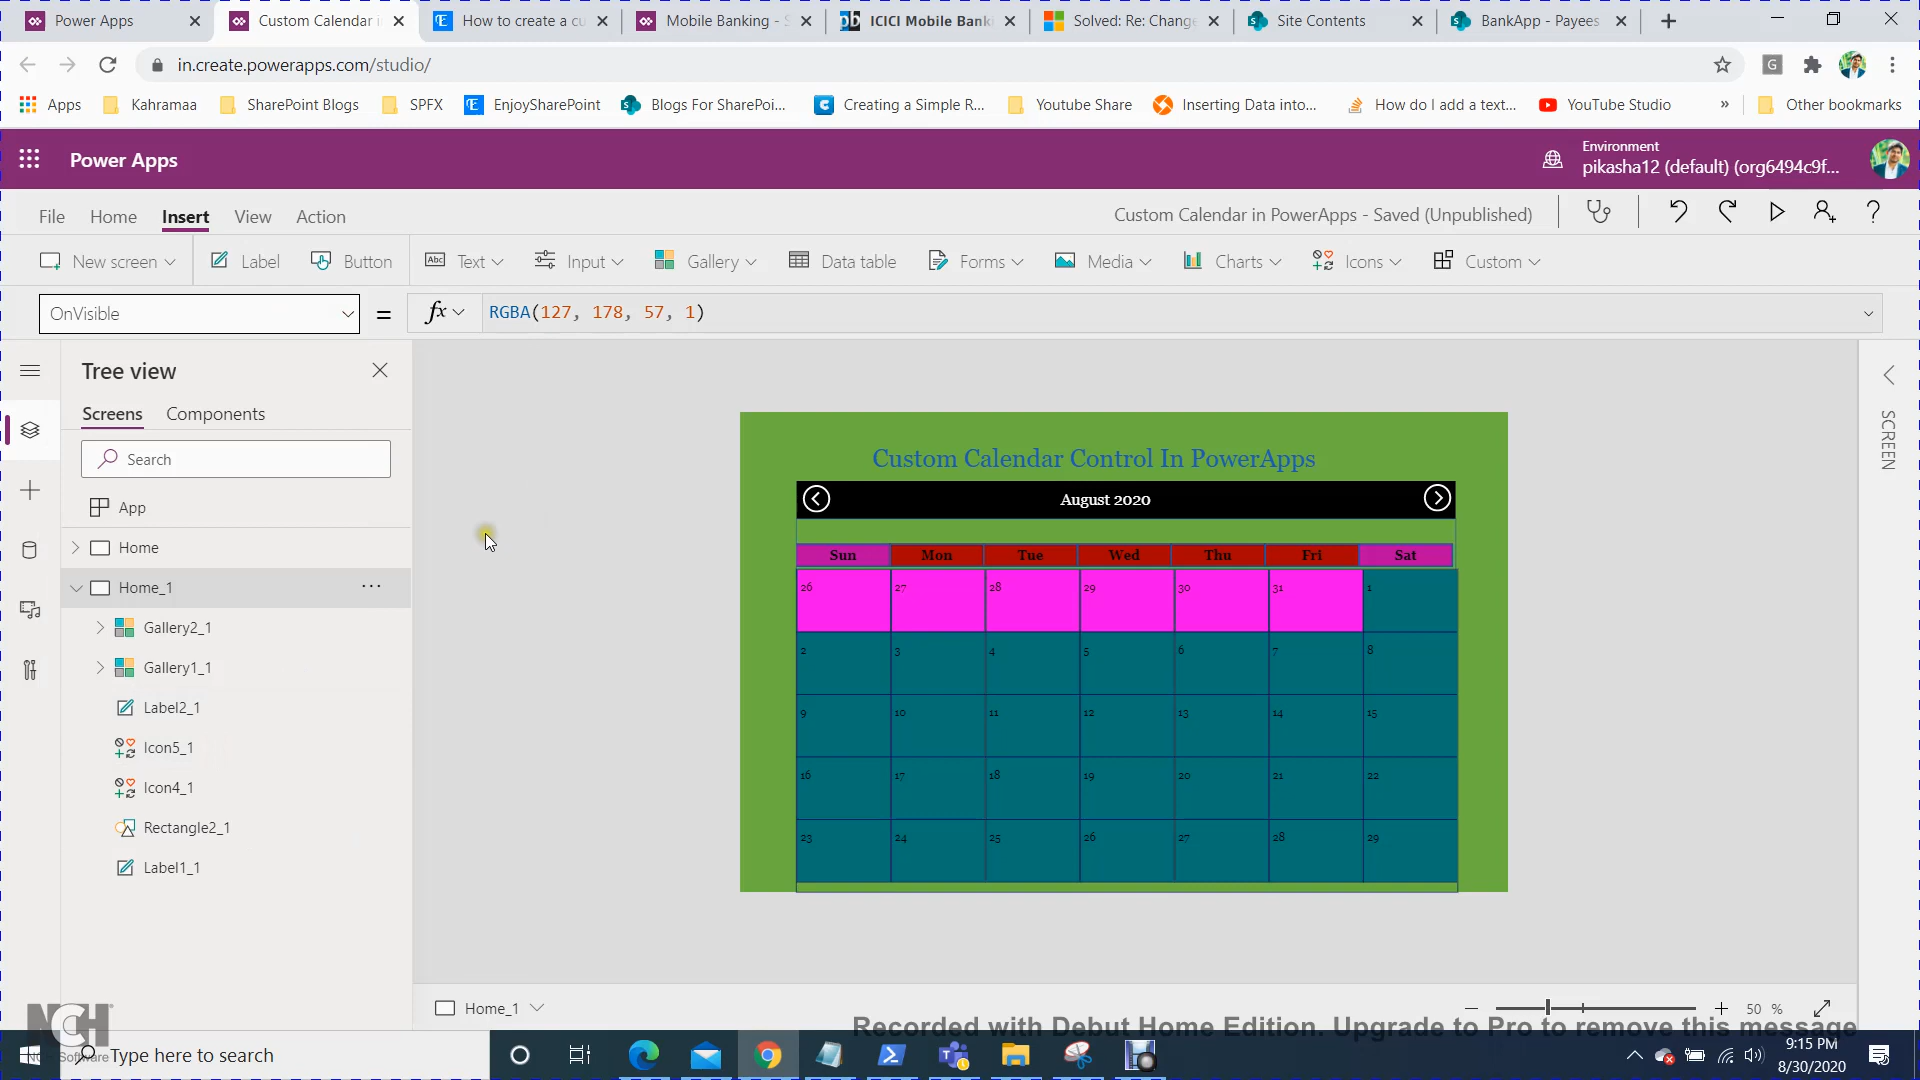 Power Apps
Custom Calendar i
How to create a cu
Mobile Banking - S
ICICI Mobile Banki
Solved: Re: Change
Site Contents
BankApp - Payees
in.create.powerapps.com/studio/
G
Apps
Kahramaa
SharePoint Blogs
SPFX
EnjoySharePoint
Blogs For SharePoi...
Creating a Simple R...
Youtube Share
Inserting Data into...
How do I add a text...
YouTube Studio
»
Other bookmarks
Power Apps
Environment
pikasha12 (default) (org6494c9f...
File
Home
Insert
View
Action
Custom Calendar in PowerApps - Saved (Unpublished)
New screen
Label
Button
Abc
Text
Input
Gallery
Data table
Forms
Media
Charts
Icons
Custom
OnVisible
=
fx
RGBA(127, 178, 57, 1)
Tree view
Screens
Components
Search
App
Home
Home_1
...
Gallery2_1
Gallery1_1
Label2_1
Icon5_1
Icon4_1
Rectangle2_1
Label1_1
SCREEN
Custom Calendar Control In PowerApps
August 2020
Sun Mon Tue Wed Thu Fri Sat
26 27 28 29 30 31 1
2 3 4 5 6 7 8
9 10 11 12 13 14 15
16 17 18 19 20 21 22
23 24 25 26 27 28 29
Home_1
50 %
Recorded with Debut Home Edition. Upgrade to Pro to remove this message
NCH
Software
Type here to search
9:15 PM
8/30/2020